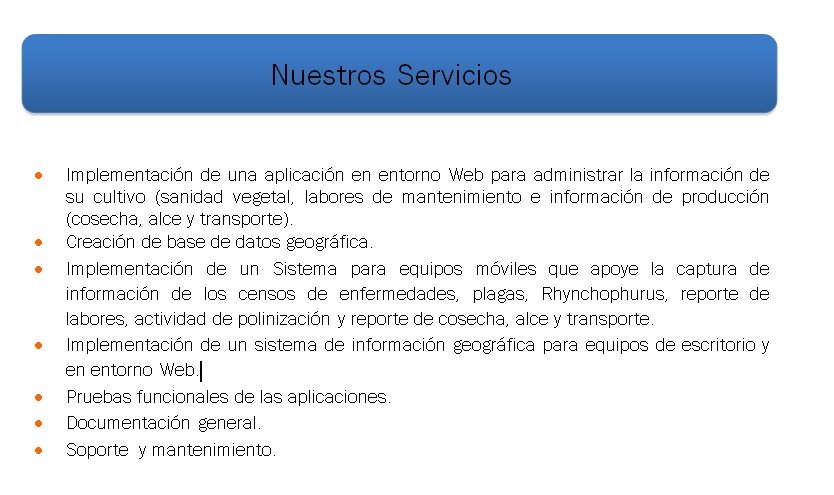 Nuestros Servicios
• Implementación de una aplicación en entorno Web para administrar la información de
su cultivo (sanidad vegetal, labores de mantenimiento e información de producción
(cosecha, alce y transporte).
• Creación de base de datos geográfica.
• Implementación de un Sistema para equipos móviles que apoye la captura de
información de los censos de enfermedades, plagas, Rhynchophurus, reporte de
labores, actividad de polinización y reporte de cosecha, alce y transporte.
• Implementación de un sistema de información geográfica para equipos de escritorio y
en entorno Web.
• Pruebas funcionales de las aplicaciones.
• Documentación general.
• Soporte y mantenimiento.